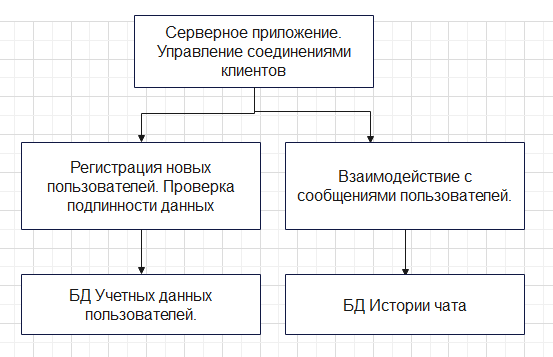 Серверное приложение.
Управление соединениями
клиентов
Регистрация новых
пользователей. Проверка
подлинности данных
Взаимодействие с
сообщениями пользователей.
БД Учетных данных
пользователей.
БД Истории чата